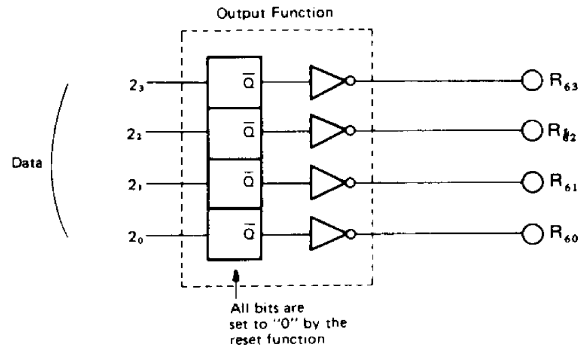 Output Function
2₃ Q̅ R₆₃
2₂ Q̅ R₆₂
Data
2₁ Q̅ R₆₁
2₀ Q̅ R₆₀
All bits are
set to "0" by the
reset function